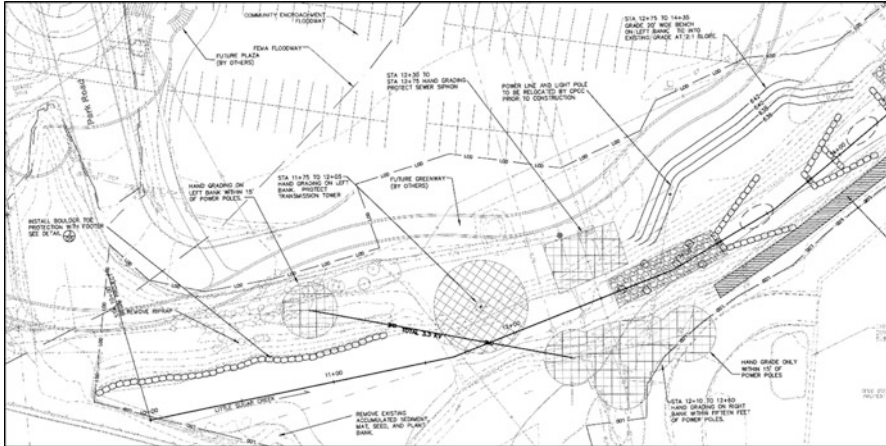 COMMUNITY ENCROACHMENT
FLOODWAY
FEMA FLOODWAY
FUTURE PLAZA
(BY OTHERS)
Park Road
STA 12+75 TO 14+35
GRADE 20' WIDE BENCH
ON LEFT BANK. TIE INTO
EXISTING GRADE AT 2:1 SLOPE.
STA 12+30 TO
STA 12+75 HAND GRADING
PROTECT SEWER SIPHON
POWER LINE AND LIGHT POLE
TO BE RELOCATED BY CPCC
PRIOR TO CONSTRUCTION
HAND GRADING ON
LEFT BANK WITHIN 15'
OF POWER POLES.
STA 11+75 TO 12+05
HAND GRADING ON LEFT
BANK. PROTECT
TRANSMISSION TOWER
FUTURE GREENWAY
(BY OTHERS)
INSTALL BOULDER TOE
PROTECTION WITH FOOTER
SEE DETAIL
REMOVE RIPRAP
11+00
LITTLE SUGAR CREEK
REMOVE EXISTING
ACCUMULATED SEDIMENT,
MAT, SEED, AND PLANT
BANK.
HAND GRADE ONLY
WITHIN 15' OF
POWER POLES
STA 12+10 TO 13+60
HAND GRADING ON RIGHT
BANK WITHIN FIFTEEN FEET
OF POWER POLES.